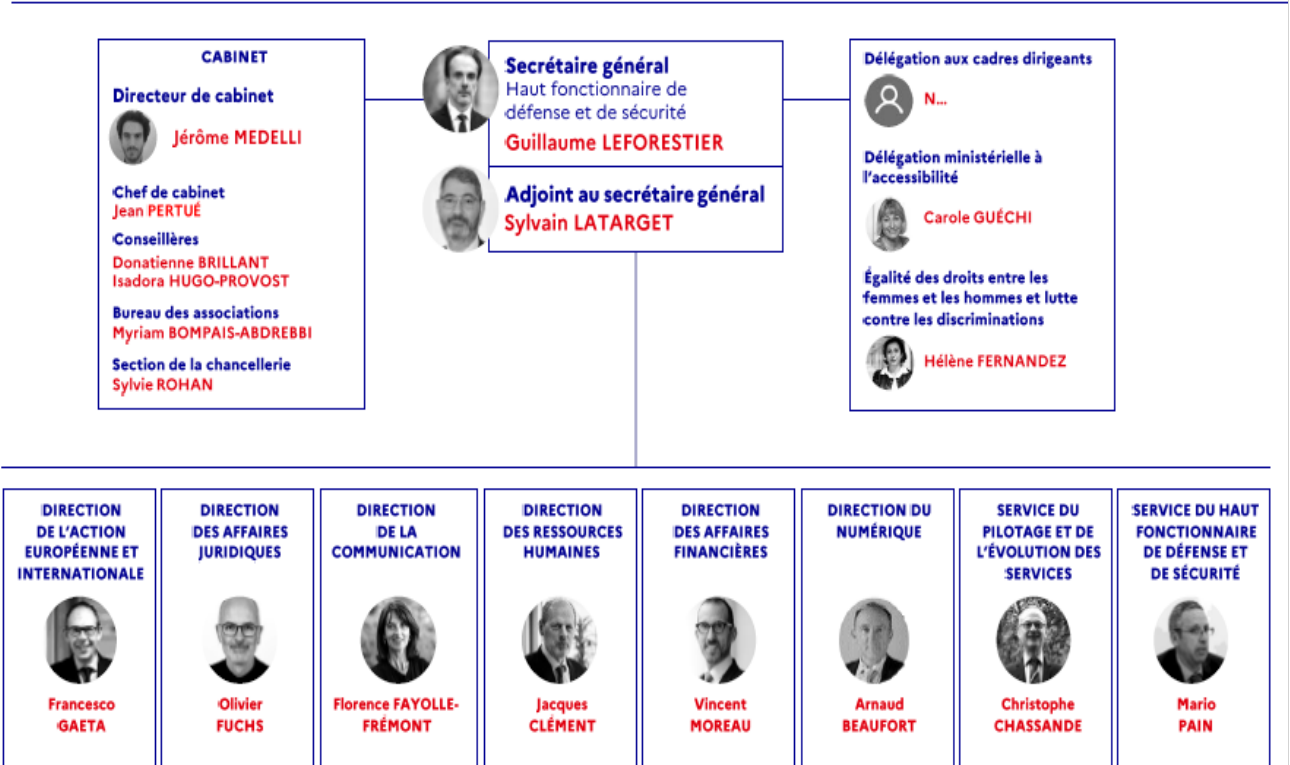 CABINET
Directeur de cabinet
Jérôme MEDELLI
Chef de cabinet
Jean PERTUÉ
Conseillères
Donatienne BRILLANT
Isadora HUGO-PROVOST
Bureau des associations
Myriam BOMPAIS-ABDREBBI
Section de la chancellerie
Sylvie ROHAN
Secrétaire général
Haut fonctionnaire de
défense et de sécurité
Guillaume LEFORESTIER
Adjoint au secrétaire général
Sylvain LATARGET
Délégation aux cadres dirigeants
N...
Délégation ministérielle à
l'accessibilité
Carole GUÉCHI
Égalité des droits entre les
femmes et les hommes et lutte
contre les discriminations
Hélène FERNANDEZ
DIRECTION
DE L'ACTION
EUROPÉENNE ET
INTERNATIONALE
Francesco
GAETA
DIRECTION
DES AFFAIRES
JURIDIQUES
Olivier
FUCHS
DIRECTION
DE LA
COMMUNICATION
Florence FAYOLLE-
FRÉMONT
DIRECTION
DES RESSOURCES
HUMAINES
Jacques
CLÉMENT
DIRECTION
DES AFFAIRES
FINANCIÈRES
Vincent
MOREAU
DIRECTION DU
NUMÉRIQUE
Arnaud
BEAUFORT
SERVICE DU
PILOTAGE ET DE
L'ÉVOLUTION DES
SERVICES
Christophe
CHASSANDE
SERVICE DU HAUT
FONCTIONNAIRE
DE DÉFENSE ET
DE SÉCURITÉ
Mario
PAIN